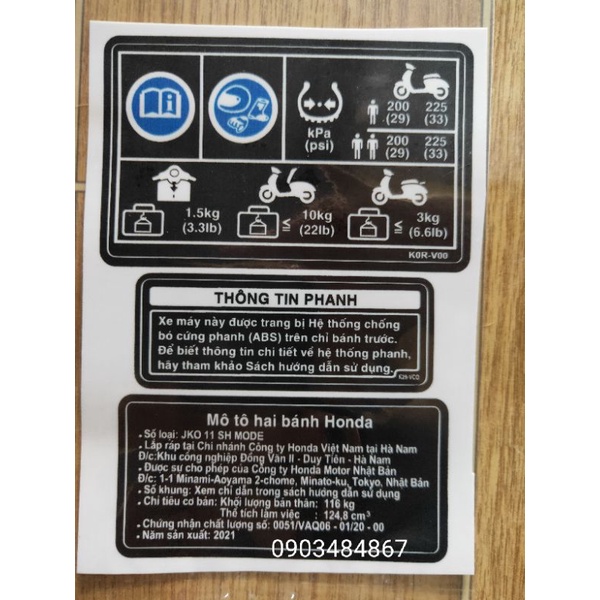 kPa
(psi)
200 225
(29) (33)
200 225
(29) (33)
1.5kg
(3.3lb)
≤ 10kg
(22lb)
≤ 3kg
(6.6lb)
K0R-V00
THÔNG TIN PHANH
Xe máy này được trang bị Hệ thống chống
bó cứng phanh (ABS) trên chỉ bánh trước.
Để biết thông tin chi tiết về hệ thống phanh,
hãy tham khảo Sách hướng dẫn sử dụng.
Mô tô hai bánh Honda
• Số loại: JKO 11 SH MODE
• Lắp ráp tại Chi nhánh Công ty Honda Việt Nam tại Hà Nam
Đ/c:Khu công nghiệp Đồng Văn II - Duy Tiên - Hà Nam
• Được sự cho phép của Công ty Honda Motor Nhật Bản
Đ/c: 1-1 Minami-Aoyama 2-chome, Minato-ku, Tokyo, Nhật Bản
• Số khung: Xem chỉ dẫn trong sách hướng dẫn sử dụng
• Chỉ tiêu cơ bản: Khối lượng bản thân: 116 kg
Thể tích làm việc : 124,8 cm³
• Chứng nhận chất lượng số: 0051/VAQ06 - 01/20 - 00
• Năm sản xuất: 2021
0903484867